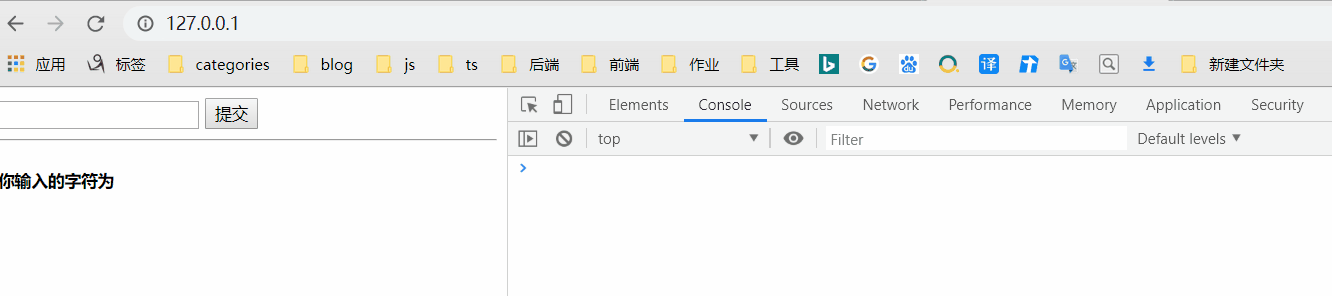 127.0.0.1
应用 标签 categories blog js ts 后端 前端 作业 工具 译 新建文件夹
提交
你输入的字符为
Elements Console Sources Network Performance Memory Application Security
top Filter Default levels